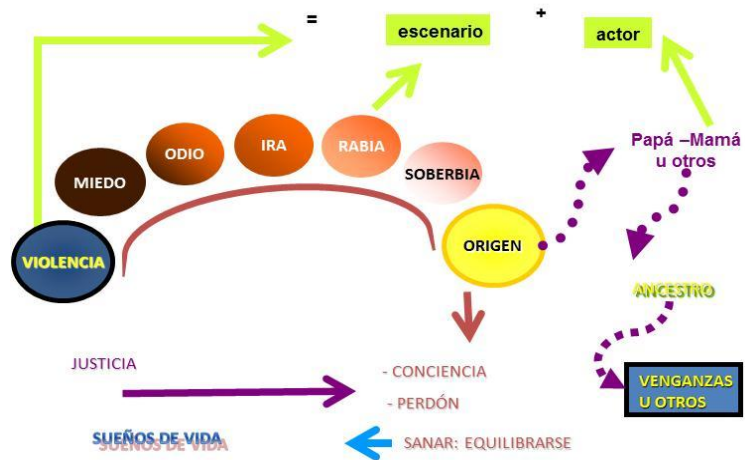 =
escenario
+
actor
MIEDO
ODIO
IRA
RABIA
SOBERBIA
Papá –Mamá
u otros
VIOLENCIA
ORIGEN
ANCESTRO
JUSTICIA
- CONCIENCIA
- PERDÓN
VENGANZAS
U OTROS
SUEÑOS DE VIDA
SANAR: EQUILIBRARSE